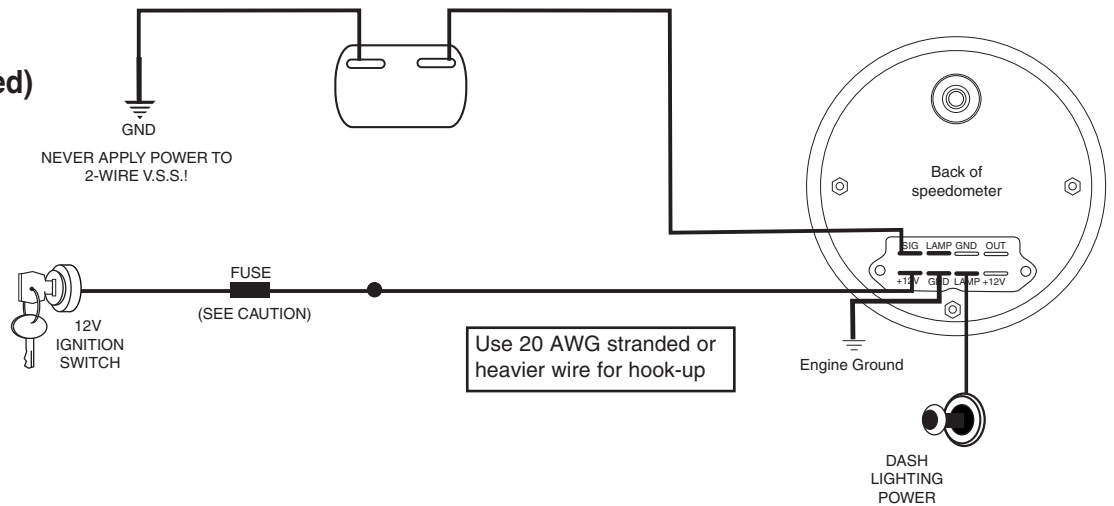 ed)
GND
NEVER APPLY POWER TO
2-WIRE V.S.S.!
Back of
speedometer
SIG LAMP GND OUT
+12V GND LAMP +12V
FUSE
(SEE CAUTION)
12V
IGNITION
SWITCH
Use 20 AWG stranded or
heavier wire for hook-up
Engine Ground
DASH
LIGHTING
POWER